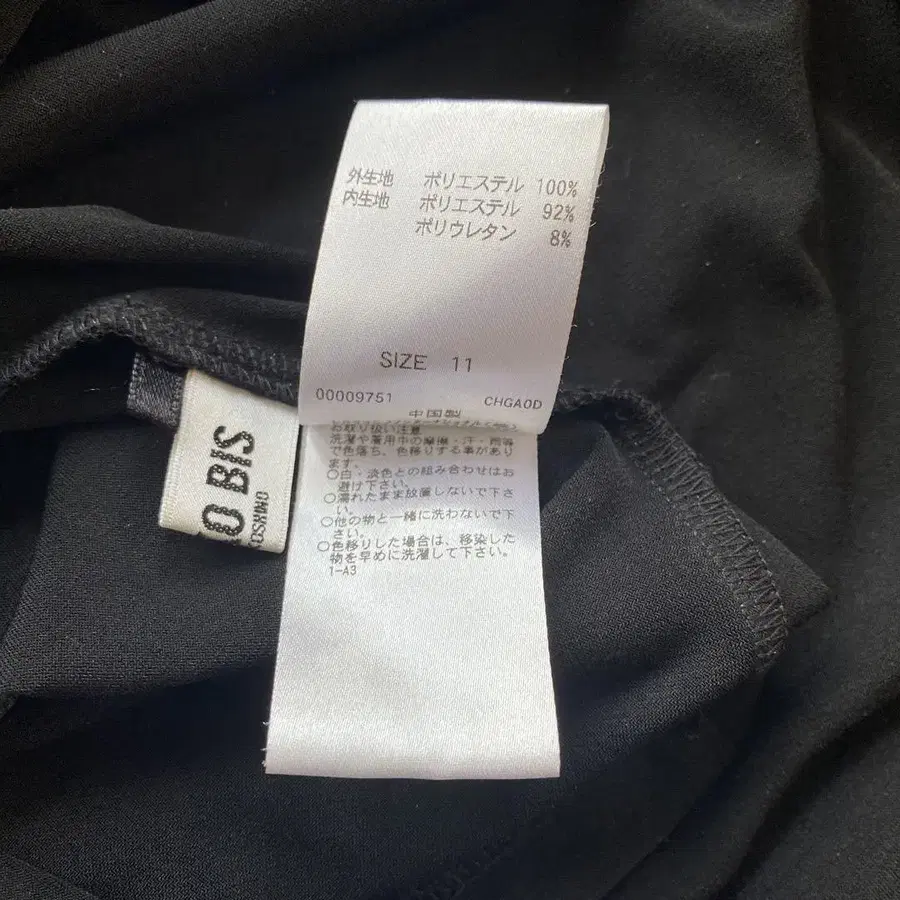 外生地 ポリエステル 100%
内生地 ポリエステル 92%
ポリウレタン 8%
SIZE 11
00009751 CHGA0D
中国製
お取り扱い注意
洗濯や着用中の摩擦・汗・雨等
で色落ち、色移りする事があり
ます。
○白・淡色との組み合わせはお
避け下さい。
○濡れたまま放置しないで下さ
い。
○他の物と一緒に洗わないで下
さい。
○色移りした場合は、移染した
物を早めに洗濯して下さい。
1-A3
BIS